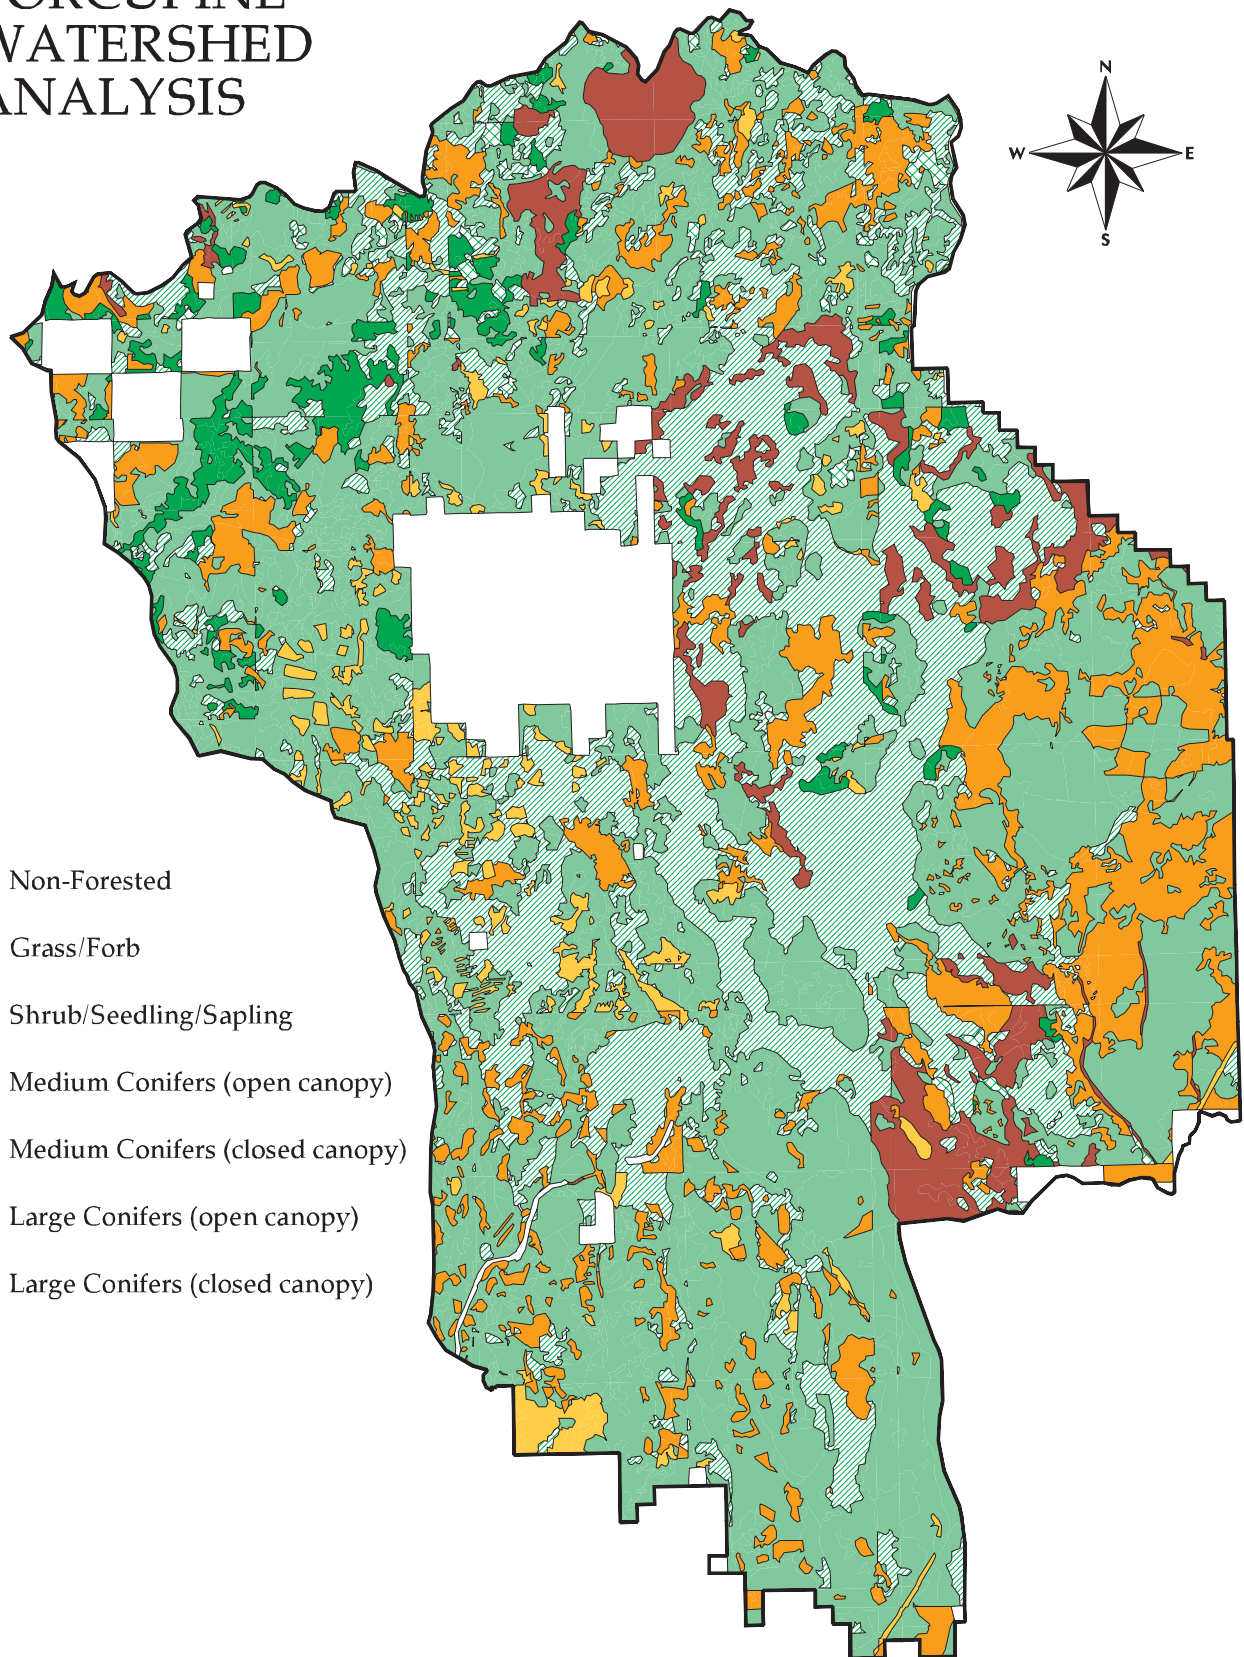 WATERSHED
ANALYSIS
N
W
E
S
Non-Forested
Grass/Forb
Shrub/Seedling/Sapling
Medium Conifers (open canopy)
Medium Conifers (closed canopy)
Large Conifers (open canopy)
Large Conifers (closed canopy)